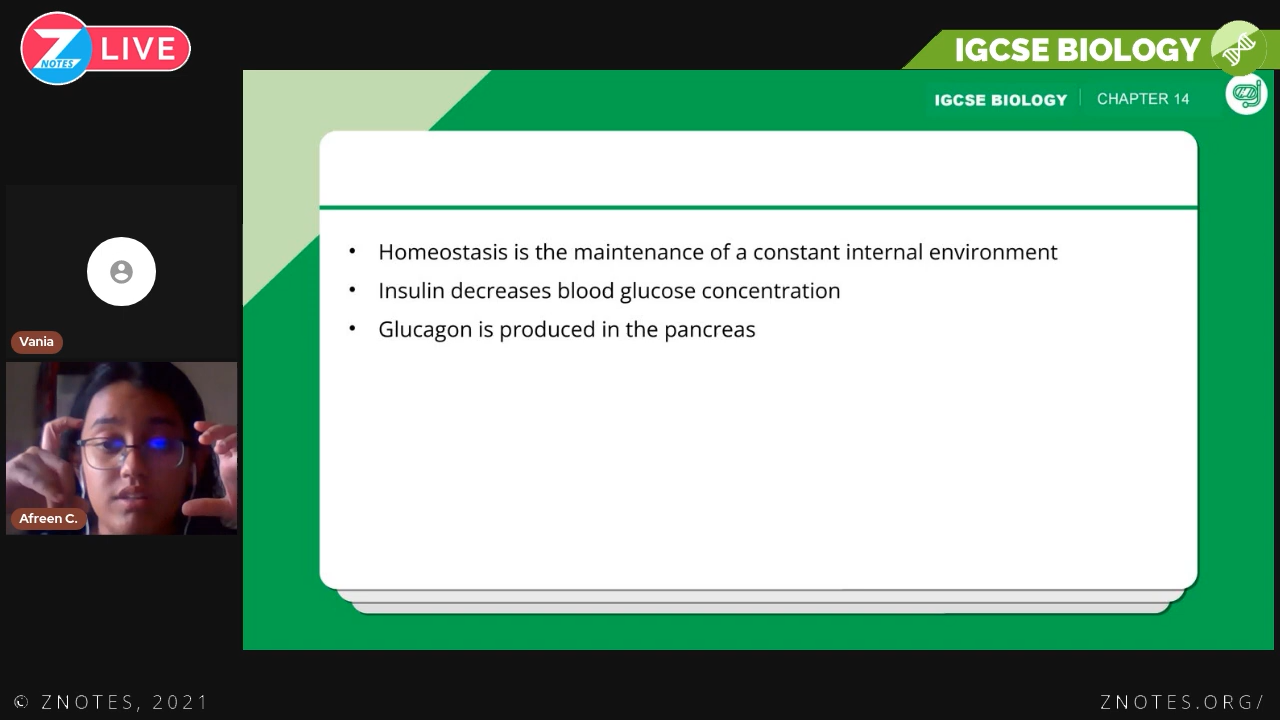 Z NOTES LIVE
IGCSE BIOLOGY
IGCSE BIOLOGY | CHAPTER 14
• Homeostasis is the maintenance of a constant internal environment
• Insulin decreases blood glucose concentration
• Glucagon is produced in the pancreas
Vania
Afreen C.
© ZNOTES, 2021
ZNOTES.ORG/